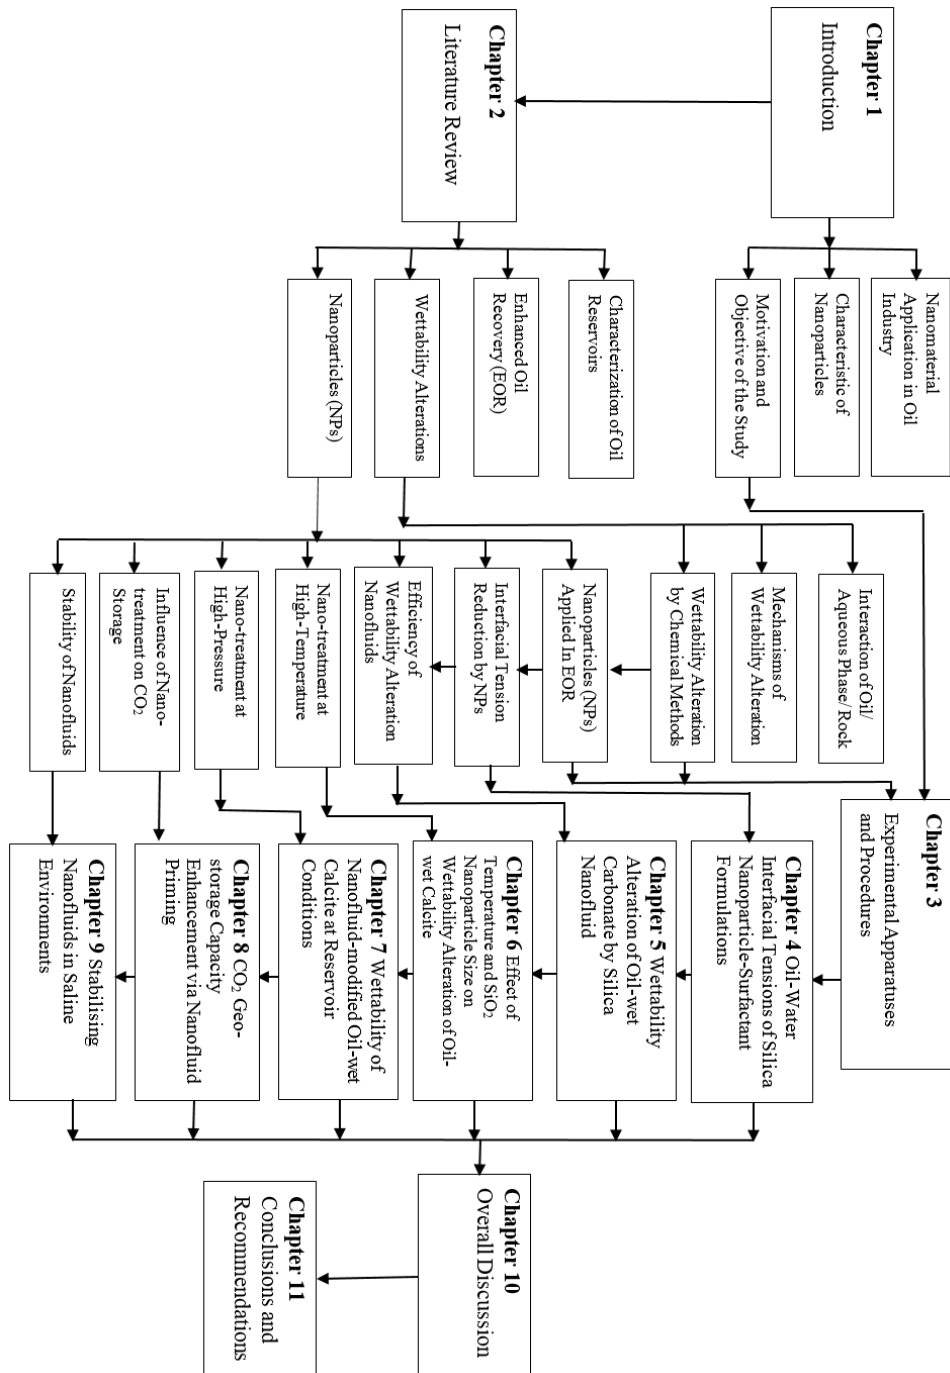 Chapter 1
Introduction
Nanomaterial
Application in Oil
Industry
Characteristic of
Nanoparticles
Motivation and
Objective of the Study
Chapter 2
Literature Review
Characterization of Oil
Reservoirs
Enhanced Oil
Recovery (EOR)
Wettability Alterations
Nanoparticles (NPs)
Interaction of Oil/
Aqueous Phase/ Rock
Mechanisms of
Wettability Alteration
Wettability Alteration
by Chemical Methods
Nanoparticles (NPs)
Applied In EOR
Interfacial Tension
Reduction by NPs
Efficiency of
Wettability Alteration
Nanofluids
Nano-treatment at
High-Temperature
Nano-treatment at
High-Pressure
Influence of Nano-
treatment on CO2
Storage
Stability of Nanofluids
Chapter 3
Experimental Apparatuses
and Procedures
Chapter 4 Oil-Water
Interfacial Tensions of Silica
Nanoparticle-Surfactant
Formulations
Chapter 5 Wettability
Alteration of Oil-wet
Carbonate by Silica
Nanofluid
Chapter 6 Effect of
Temperature and SiO2
Nanoparticle Size on
Wettability Alteration of Oil-
wet Calcite
Chapter 7 Wettability of
Nanofluid-modified Oil-wet
Calcite at Reservoir
Conditions
Chapter 8 CO2 Geo-
storage Capacity
Enhancement via Nanofluid
Priming
Chapter 9 Stabilising
Nanofluids in Saline
Environments
Chapter 10
Overall Discussion
Chapter 11
Conclusions and
Recommendations